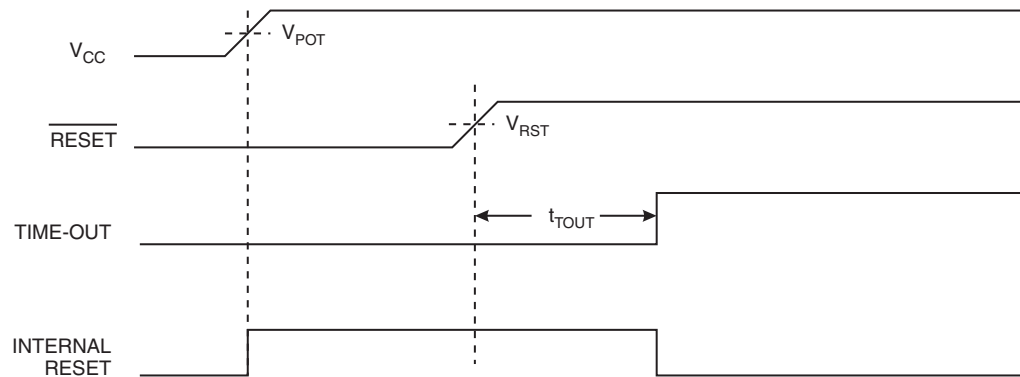 V_CC
V_POT
RESET
V_RST
TIME-OUT
t_TOUT
INTERNAL
RESET